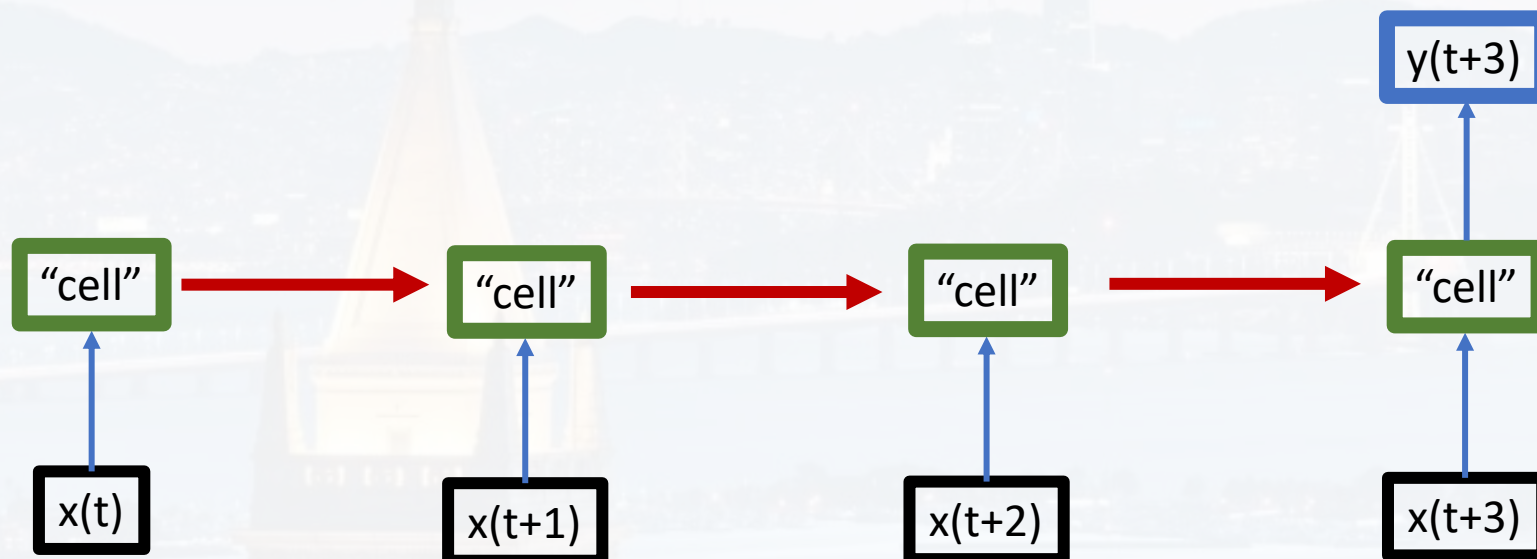 y(t+3)
“cell”
“cell”
“cell”
“cell”
x(t)
x(t+1)
x(t+2)
x(t+3)